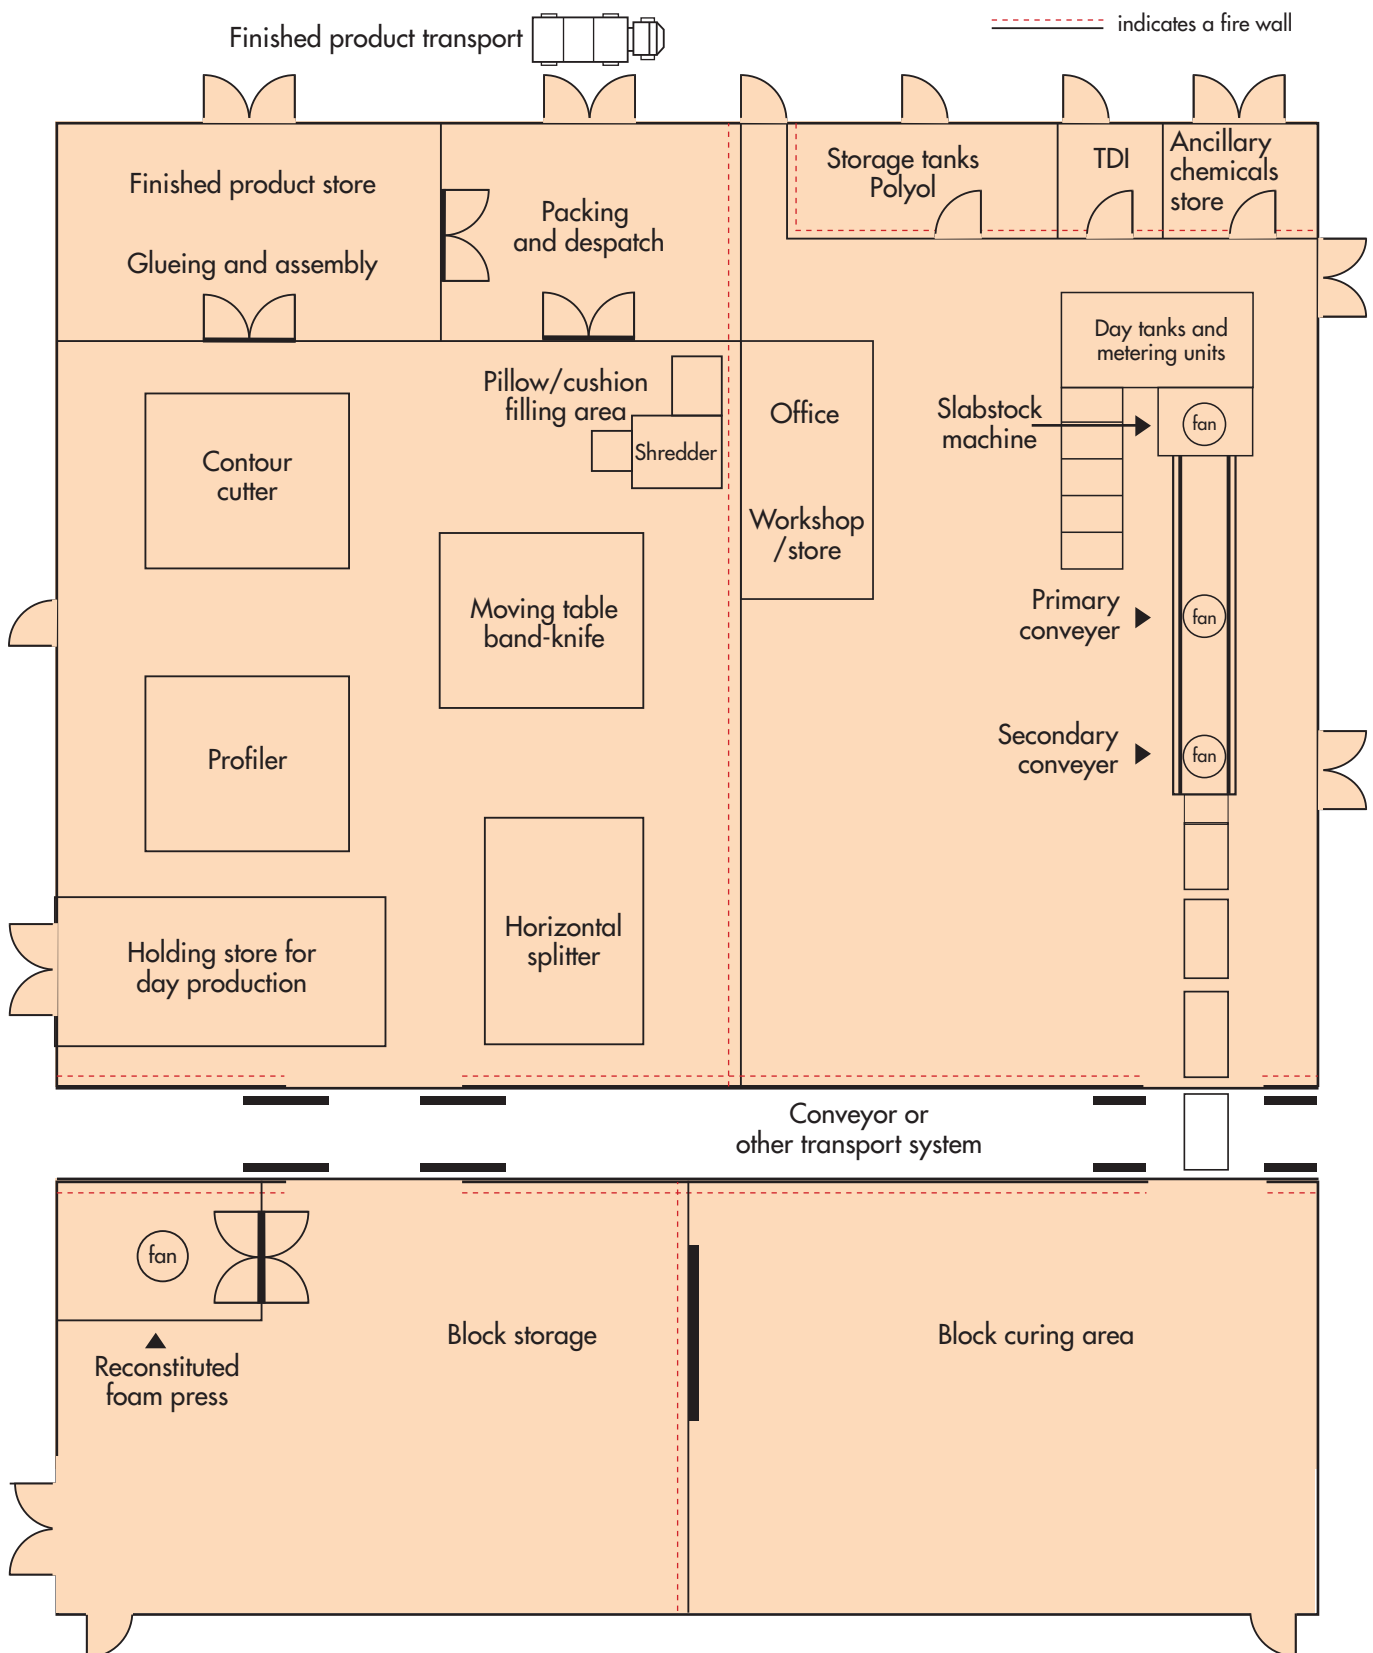 Finished product transport
indicates a fire wall
Finished product store
Glueing and assembly
Packing
and despatch
Storage tanks
Polyol
TDI
Ancillary
chemicals
store
Day tanks and
metering units
Pillow/cushion
filling area
Shredder
Office
Workshop
/store
Slabstock
machine
fan
Contour
cutter
Moving table
band-knife
Primary
conveyer
fan
Profiler
Secondary
conveyer
fan
Holding store for
day production
Horizontal
splitter
Conveyor or
other transport system
fan
Reconstituted
foam press
Block storage
Block curing area